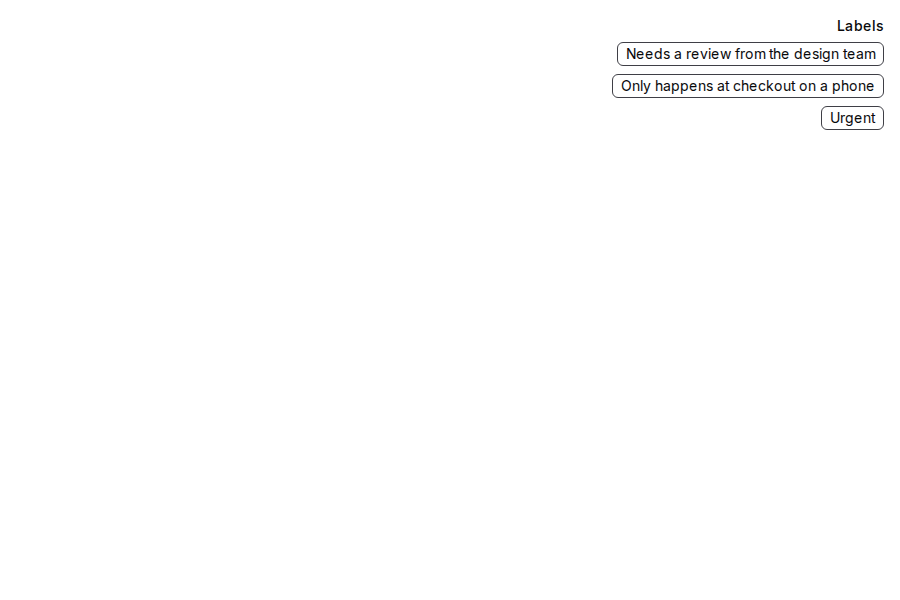 Labels
Needs a review from the design team
Only happens at checkout on a phone
Urgent